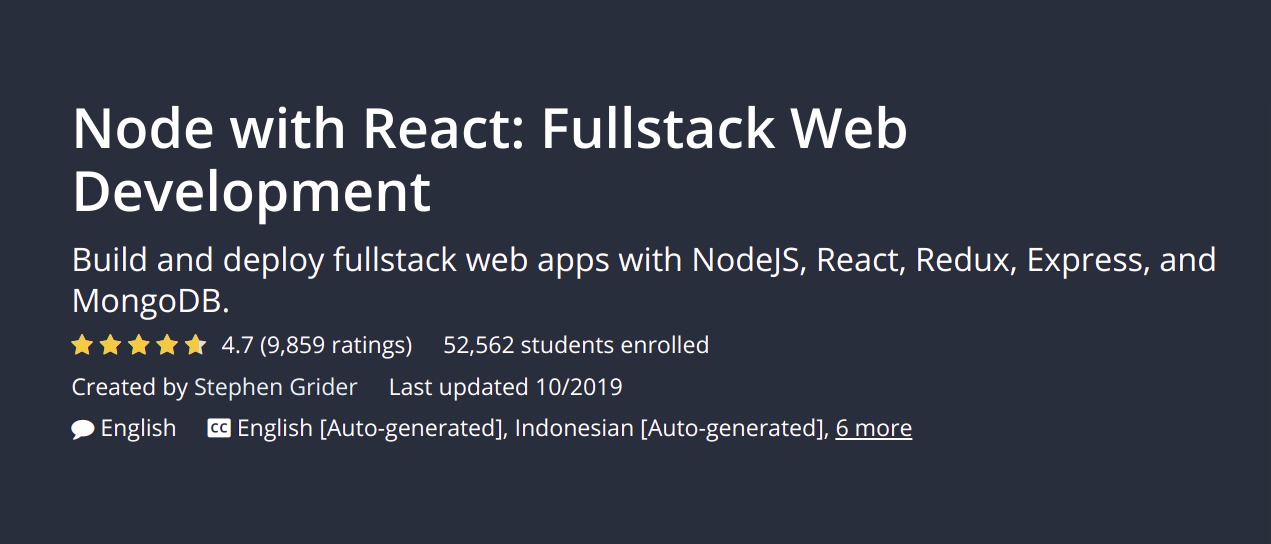 Node with React: Fullstack Web
Development
Build and deploy fullstack web apps with NodeJS, React, Redux, Express, and
MongoDB.
4.7 (9,859 ratings) 52,562 students enrolled
Created by Stephen Grider Last updated 10/2019
English CC English [Auto-generated], Indonesian [Auto-generated], 6 more